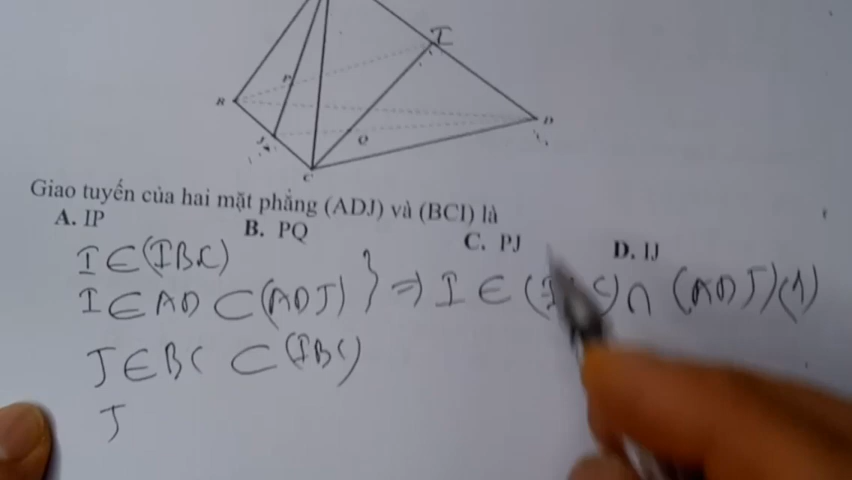 I
P
B
D
J
Q
C
Giao tuyến của hai mặt phẳng (ADJ) và (BCI) là
A. IP B. PQ C. PJ D. IJ
I ∈ (IBC)
I ∈ AD ⊂ (ADJ) } ⇒ I ∈ ( C) ∩ (ADJ) (1)
J ∈ BC ⊂ (IBC)
J